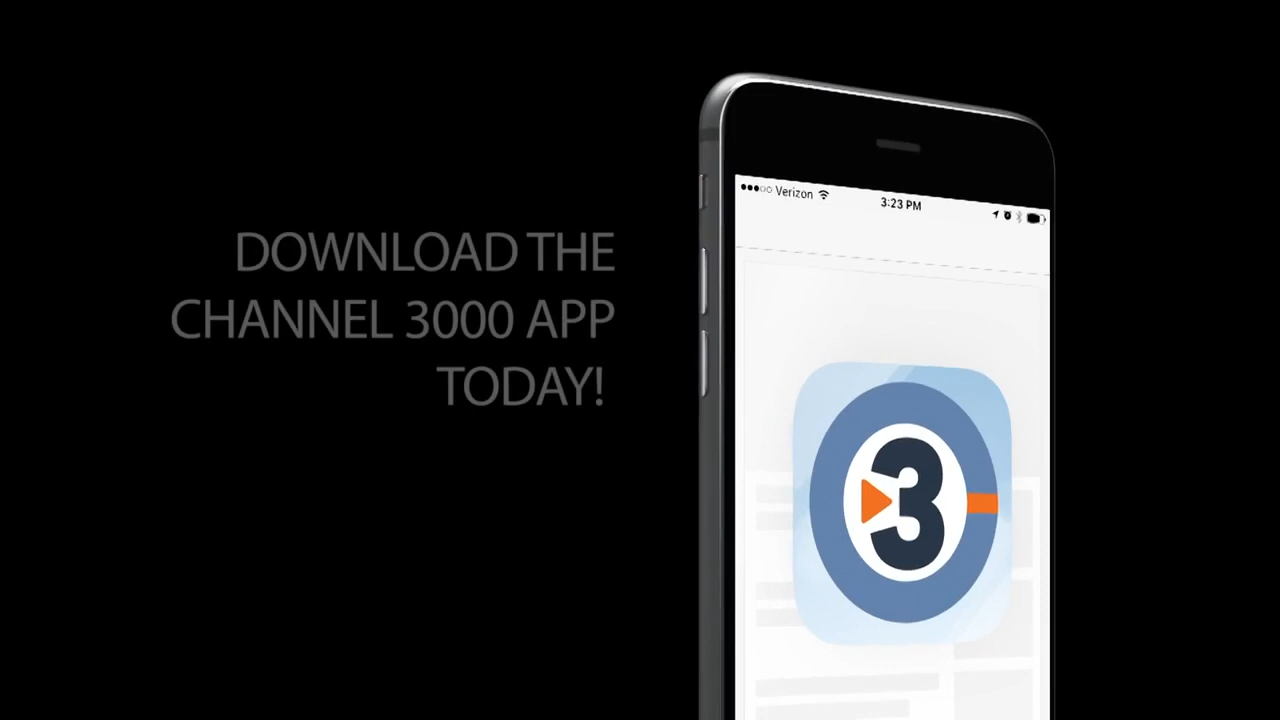 DOWNLOAD THE
CHANNEL 3000 APP
TODAY!
Verizon
3:23 PM
3